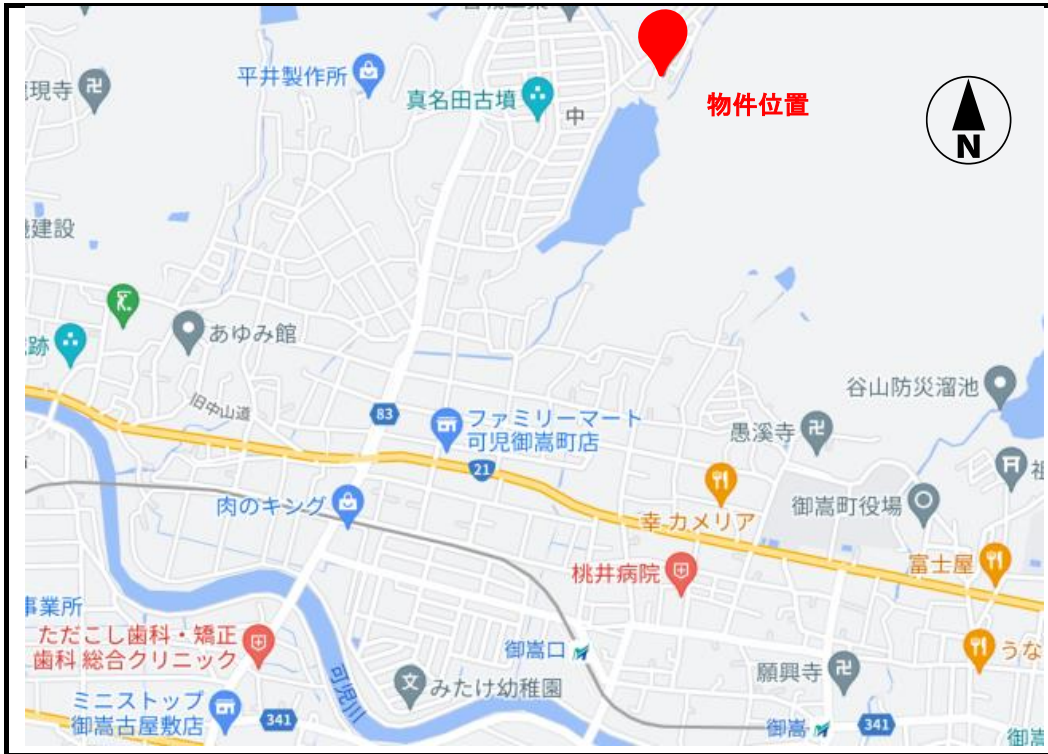 平井製作所
現寺
真名田古墳
中
物件位置
N
建設
あゆみ館
跡
旧中山道
83
ファミリーマート
可児御嵩町店
21
谷山防災溜池
愚溪寺
肉のキング
幸 カメリア
御嵩町役場
桃井病院
富士屋
事業所
ただこし歯科・矯正
歯科 総合クリニック
可児川
文
みたけ幼稚園
御嵩口
願興寺
うな
ミニストップ
御嵩古屋敷店
341
御嵩
341
御嵩